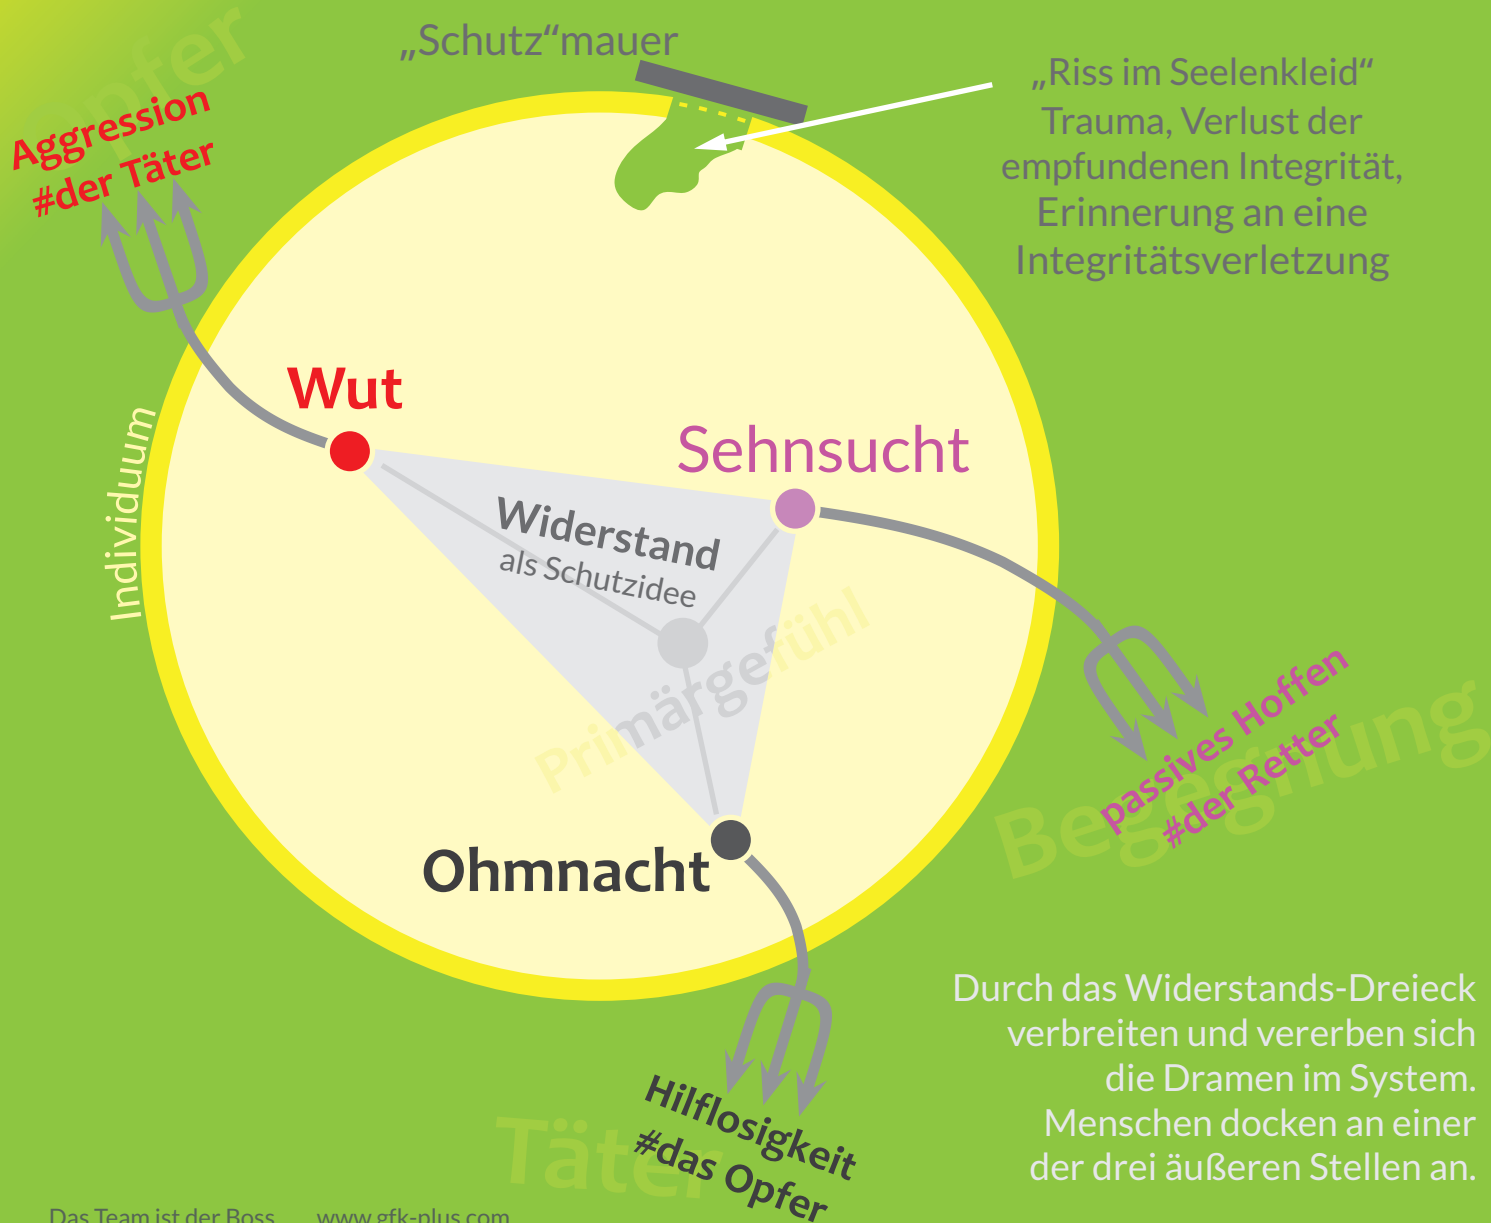 „Schutz“mauer
„Riss im Seelenkleid“
Trauma, Verlust der
empfundenen Integrität,
Erinnerung an eine
Integritätsverletzung
Opfer
Aggression
#der Täter
Individuum
Wut
Sehnsucht
Widerstand
als Schutzidee
Primärgefühl
passives Hoffen
#der Retter
Begegnung
Ohmnacht
Hilflosigkeit
#das Opfer
Täter
Durch das Widerstands-Dreieck
verbreiten und vererben sich
die Dramen im System.
Menschen docken an einer
der drei äußeren Stellen an.
Das Team ist der Boss www.gfk-plus.com